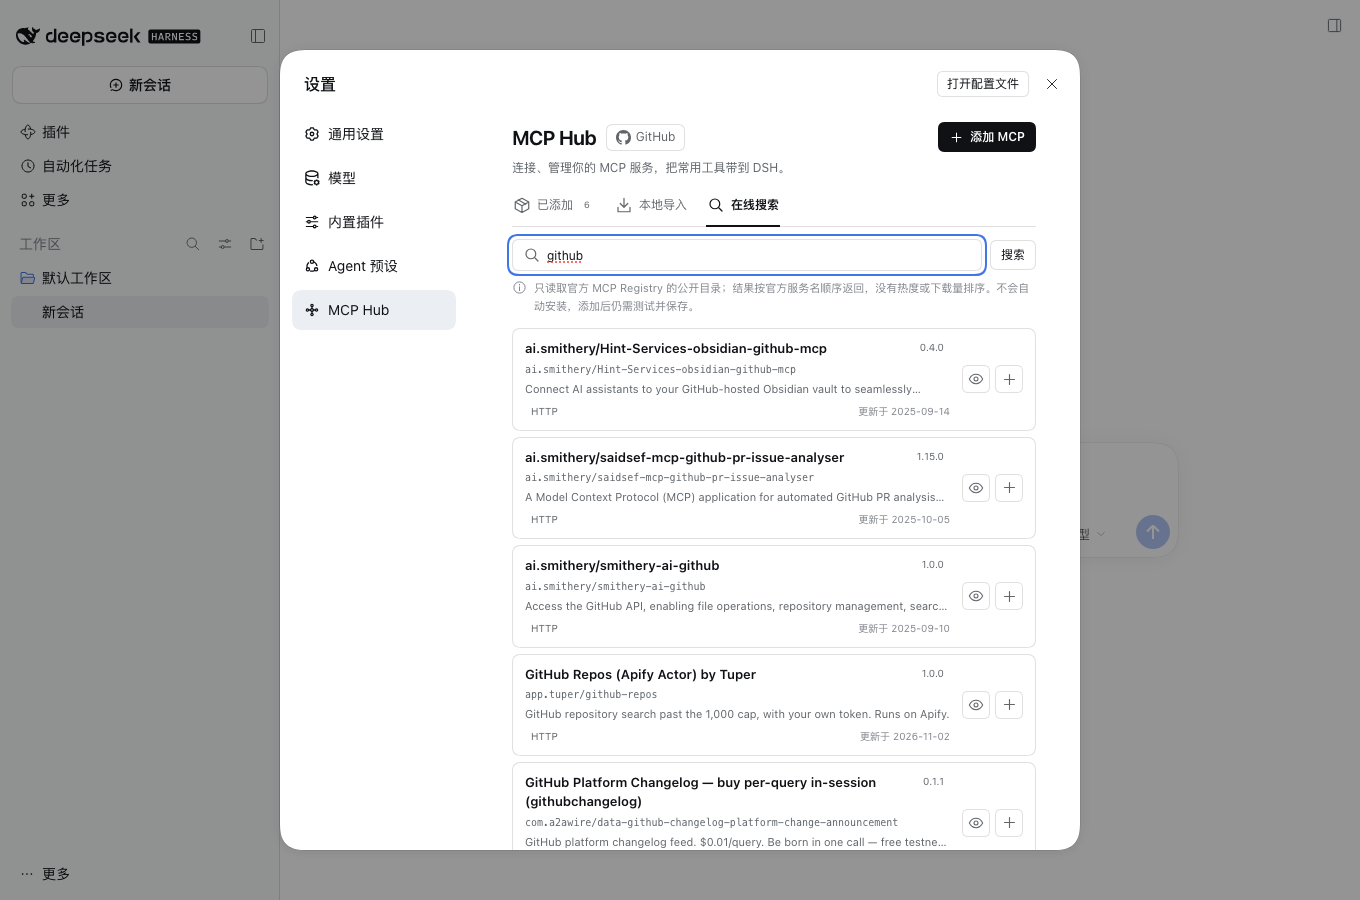 deepseek HARNESS
新会话
插件
自动化任务
更多
工作区
默认工作区
新会话
更多
设置
打开配置文件
通用设置
模型
内置插件
Agent 预设
MCP Hub
MCP Hub
GitHub
添加 MCP
连接、管理你的 MCP 服务，把常用工具带到 DSH。
已添加 6
本地导入
在线搜索
github
搜索
只读取官方 MCP Registry 的公开目录；结果按官方服务名顺序返回，没有热度或下载量排序。不会自
动安装，添加后仍需测试并保存。
ai.smithery/Hint-Services-obsidian-github-mcp 0.4.0
ai.smithery/Hint-Services-obsidian-github-mcp
Connect AI assistants to your GitHub-hosted Obsidian vault to seamlessly...
HTTP 更新于 2025-09-14
ai.smithery/saidsef-mcp-github-pr-issue-analyser 1.15.0
ai.smithery/saidsef-mcp-github-pr-issue-analyser
A Model Context Protocol (MCP) application for automated GitHub PR analysis...
HTTP 更新于 2025-10-05
ai.smithery/smithery-ai-github 1.0.0
ai.smithery/smithery-ai-github
Access the GitHub API, enabling file operations, repository management, searc...
HTTP 更新于 2025-09-10
GitHub Repos (Apify Actor) by Tuper 1.0.0
app.tuper/github-repos
GitHub repository search past the 1,000 cap, with your own token. Runs on Apify.
HTTP 更新于 2026-11-02
GitHub Platform Changelog — buy per-query in-session 0.1.1
(githubchangelog)
com.a2awire/data-github-changelog-platform-change-announcement
GitHub platform changelog feed. $0.01/query. Be born in one call — free testne...
型